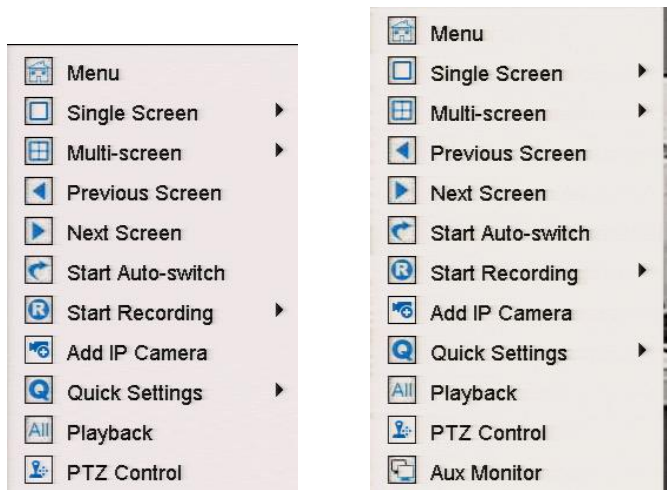 Menu
Single Screen
Multi-screen
Previous Screen
Next Screen
Start Auto-switch
Start Recording
Add IP Camera
Quick Settings
All Playback
PTZ Control
Menu
Single Screen
Multi-screen
Previous Screen
Next Screen
Start Auto-switch
R Start Recording
Add IP Camera
Q Quick Settings
All Playback
PTZ Control
Aux Monitor